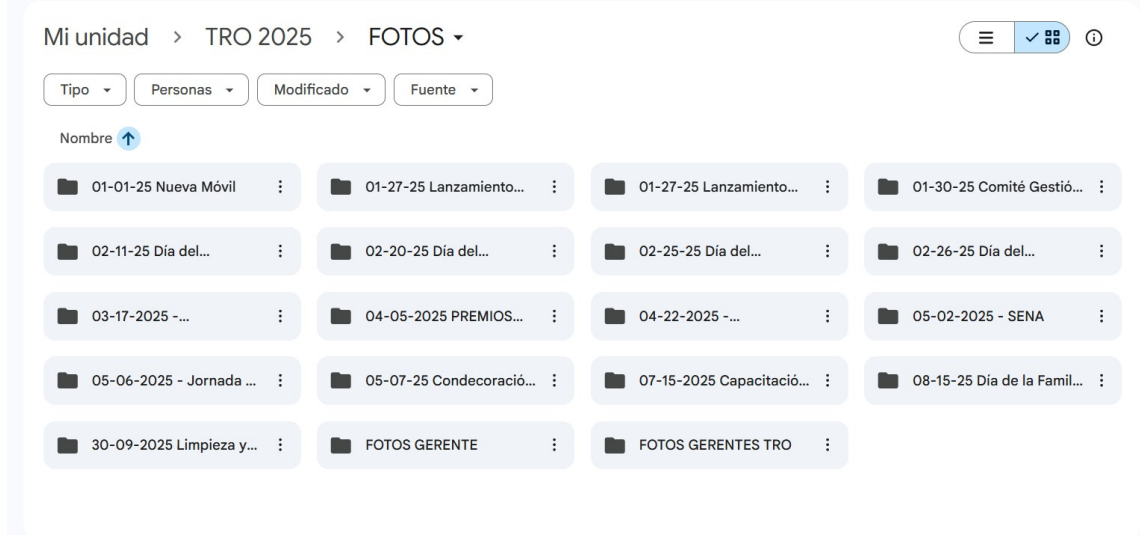 Mi unidad > TRO 2025 > FOTOS
Tipo Personas Modificado Fuente
Nombre
01-01-25 Nueva Móvil 01-27-25 Lanzamiento... 01-27-25 Lanzamiento... 01-30-25 Comité Gestió...
02-11-25 Día del... 02-20-25 Día del... 02-25-25 Día del... 02-26-25 Día del...
03-17-2025 -... 04-05-2025 PREMIOS... 04-22-2025 -... 05-02-2025 - SENA
05-06-2025 - Jornada ... 05-07-25 Condecoració... 07-15-2025 Capacitació... 08-15-25 Día de la Famil...
30-09-2025 Limpieza y... FOTOS GERENTE FOTOS GERENTES TRO